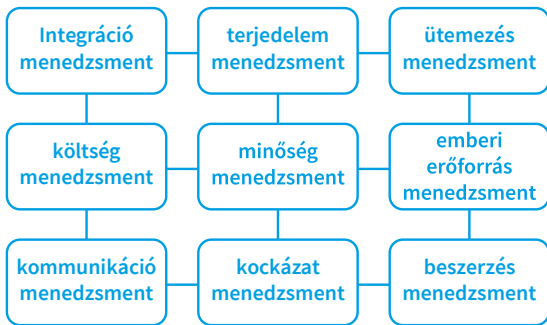 Integráció
menedzsment
terjedelem
menedzsment
ütemezés
menedzsment
költség
menedzsment
minőség
menedzsment
emberi
erőforrás
menedzsment
kommunikáció
menedzsment
kockázat
menedzsment
beszerzés
menedzsment